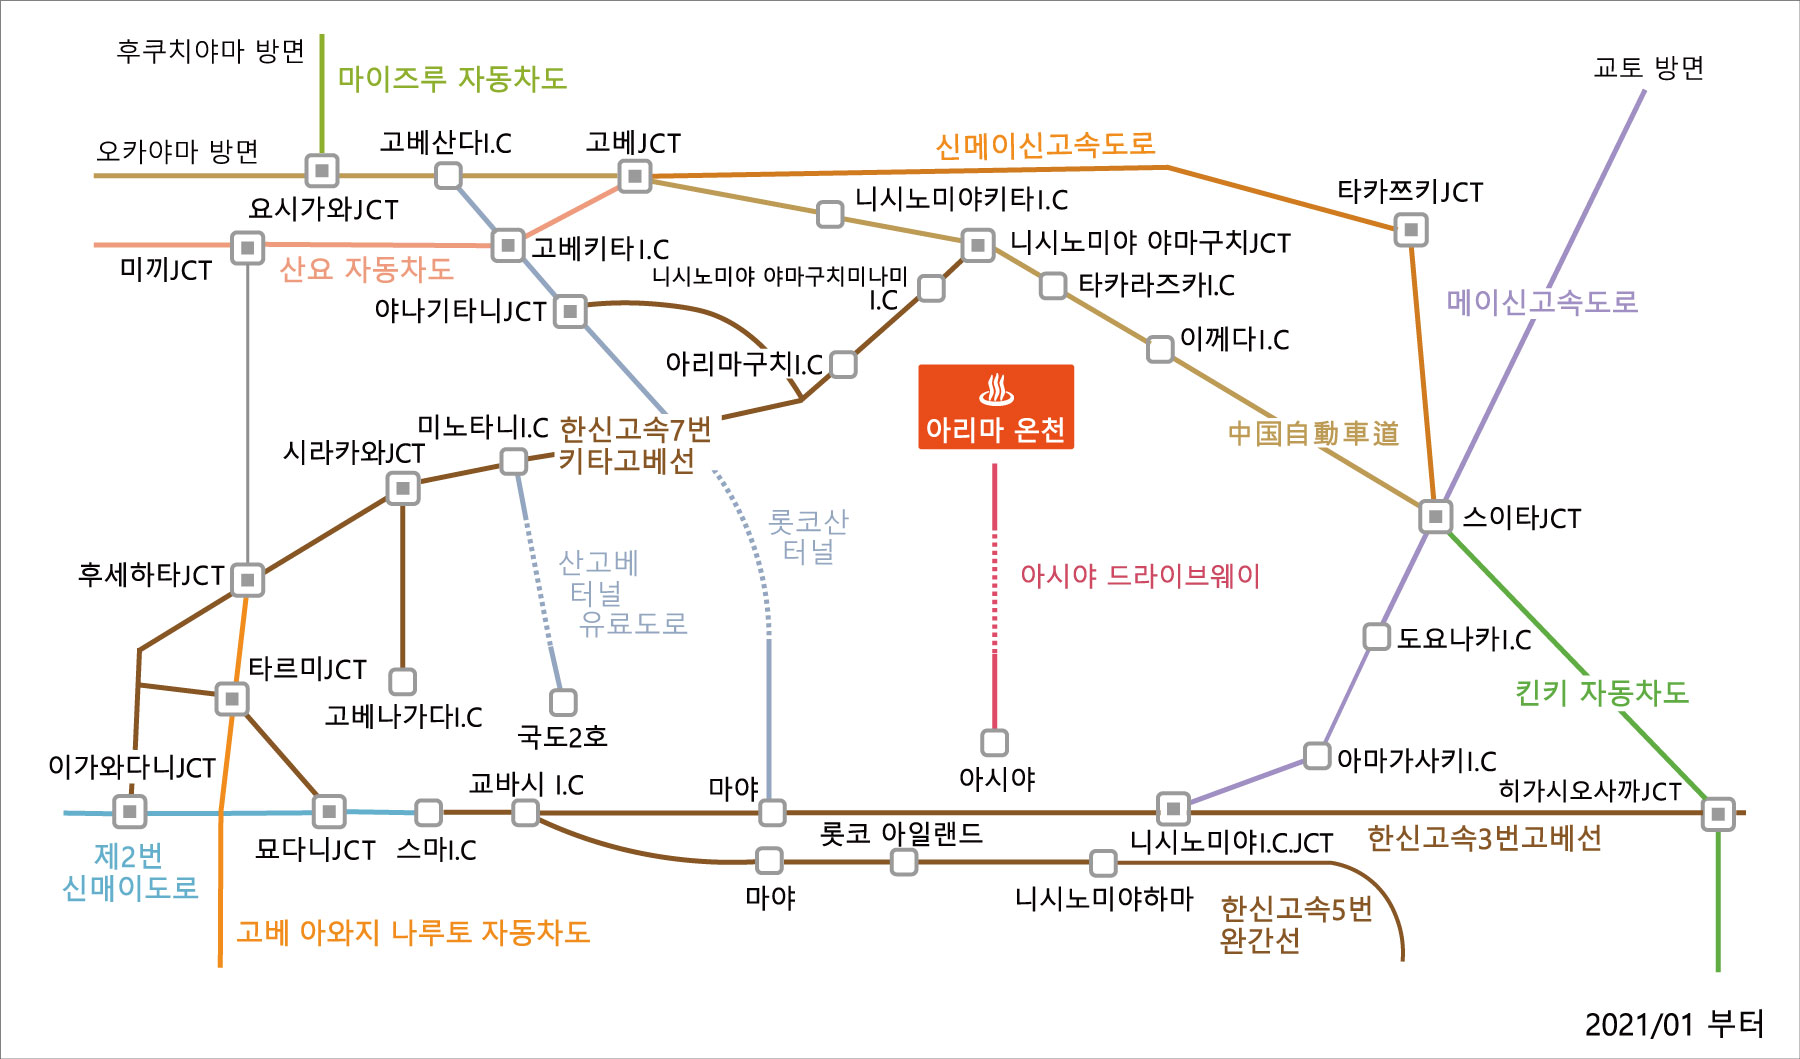 후쿠치야마 방면
마이즈루 자동차도
교토 방면
오카야마 방면
고베산다I.C
고베JCT
신메이신고속도로
요시가와JCT
니시노미야키타I.C
타카쯔키JCT
미끼JCT
산요 자동차도
고베키타I.C
니시노미야 야마구치JCT
니시노미야 야마구치미나미
I.C
타카라즈카I.C
메이신고속도로
야나기타니JCT
이께다I.C
아리마구치I.C
아리마 온천
미노타니I.C
한신고속7번
키타고베선
中国自動車道
시라카와JCT
롯코산
터널
스이타JCT
산고베
터널
유료도로
후세하타JCT
아시야 드라이브웨이
도요나카I.C
타르미JCT
킨키 자동차도
고베나가다I.C
국도2호
이가와다니JCT
교바시 I.C
마야
아시야
아마가사키I.C
히가시오사까JCT
묘다니JCT
스마I.C
롯코 아일랜드
니시노미야I.C.JCT
한신고속3번고베선
제2번
신매이도로
마야
니시노미야하마
한신고속5번
완간선
고베 아와지 나루토 자동차도
2021/01 부터